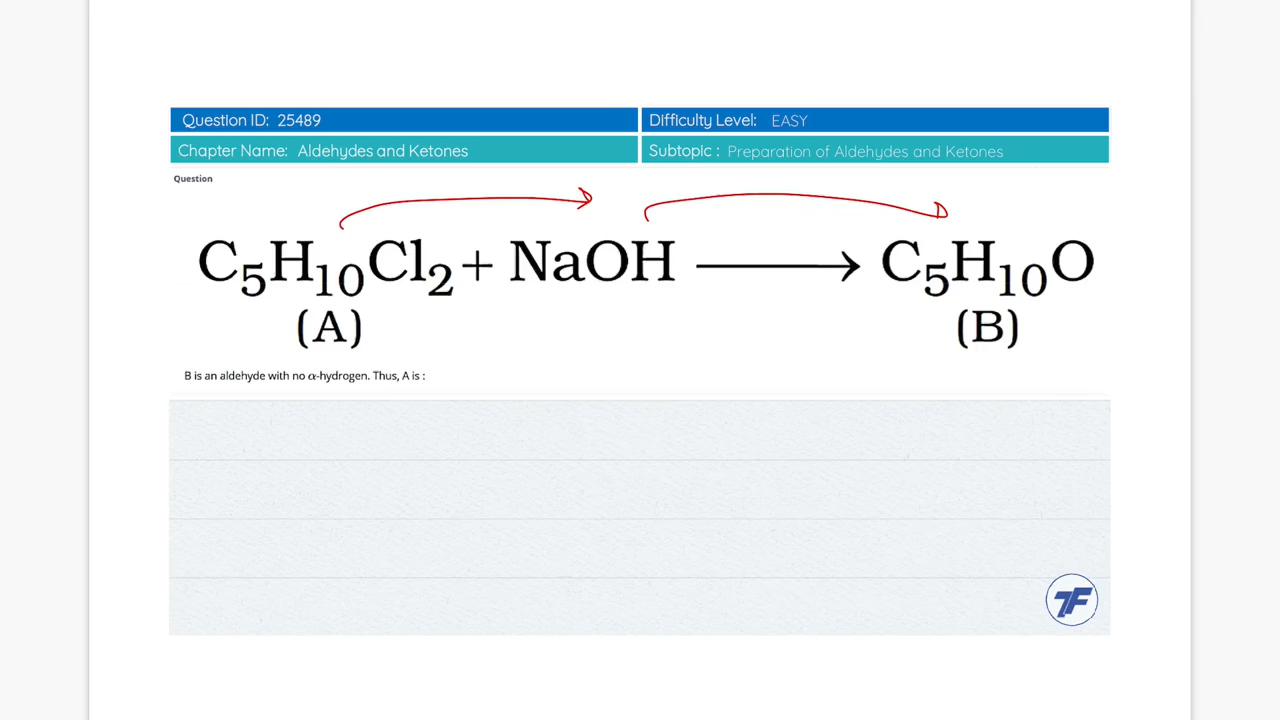 Question ID: 25489
Difficulty Level: EASY
Chapter Name: Aldehydes and Ketones
Subtopic : Preparation of Aldehydes and Ketones
Question
C₅H₁₀Cl₂ + NaOH ⟶ C₅H₁₀O
(A) (B)
B is an aldehyde with no α-hydrogen. Thus, A is :
7F